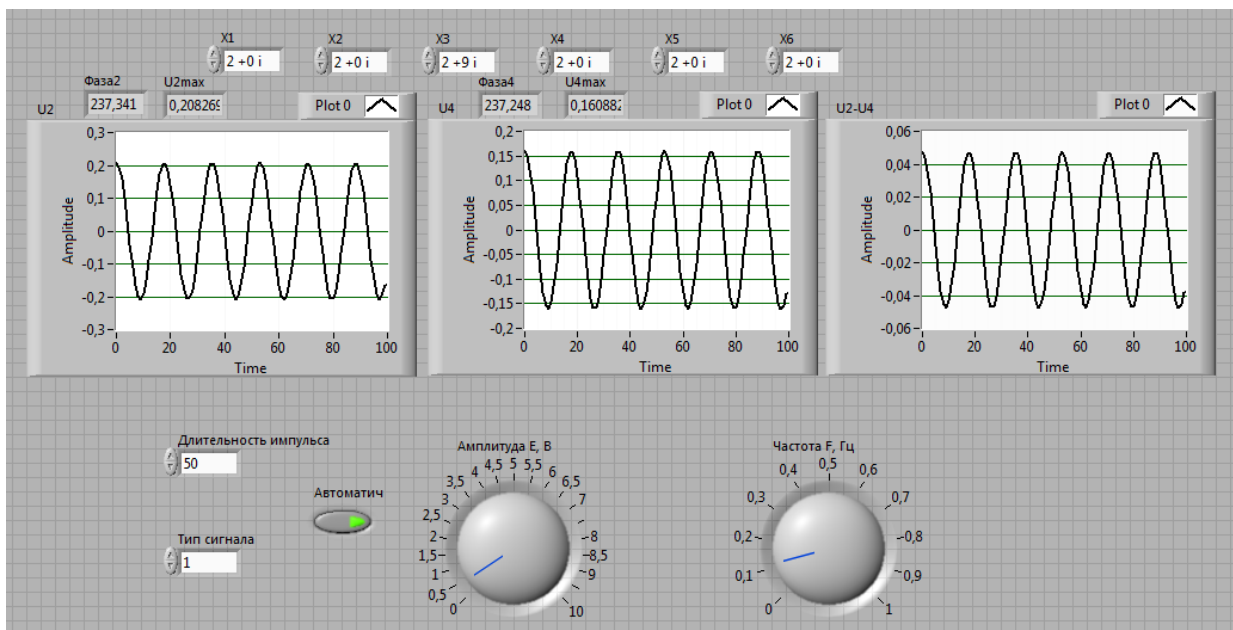 X1 X2 X3 X4 X5 X6
2 +0 i 2 +0 i 2 +9 i 2 +0 i 2 +0 i 2 +0 i
Фаза2 U2max Фаза4 U4max
U2 237,341 0,208269 Plot 0 U4 237,248 0,160882 Plot 0 U2-U4 Plot 0
0,3
0,2
0,1
0
-0,1
-0,2
-0,3
Amplitude
0 20 40 60 80 100
Time
0,2
0,15
0,1
0,05
0
-0,05
-0,1
-0,15
-0,2
Amplitude
0 20 40 60 80 100
Time
0,06
0,04
0,02
0
-0,02
-0,04
-0,06
Amplitude
0 20 40 60 80 100
Time
Длительность импульса
50
Автоматич
Тип сигнала
1
Амплитуда E, В
0 0,5 1 1,5 2 2,5 3 3,5 4 4,5 5 5,5 6 6,5 7 8 8,5 9 10
Частота F, Гц
0 0,1 0,2 0,3 0,4 0,5 0,6 0,7 0,8 0,9 1